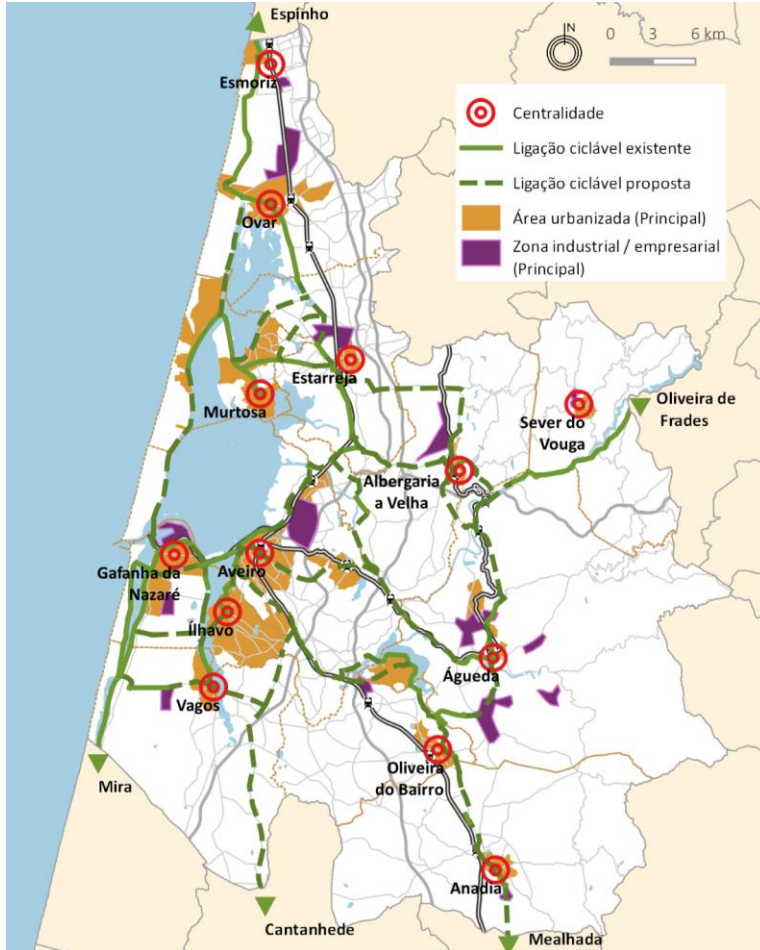 Espinho
N
0 3 6 km
Esmoriz
Centralidade
Ligação ciclável existente
Ligação ciclável proposta
Área urbanizada (Principal)
Zona industrial / empresarial
(Principal)
Ovar
Estarreja
Murtosa
Sever do
Vouga
Oliveira de
Frades
Albergaria
a Velha
Gafanha da
Nazaré
Aveiro
Ílhavo
Águeda
Vagos
Oliveira
do Bairro
Mira
Anadia
Cantanhede
Mealhada